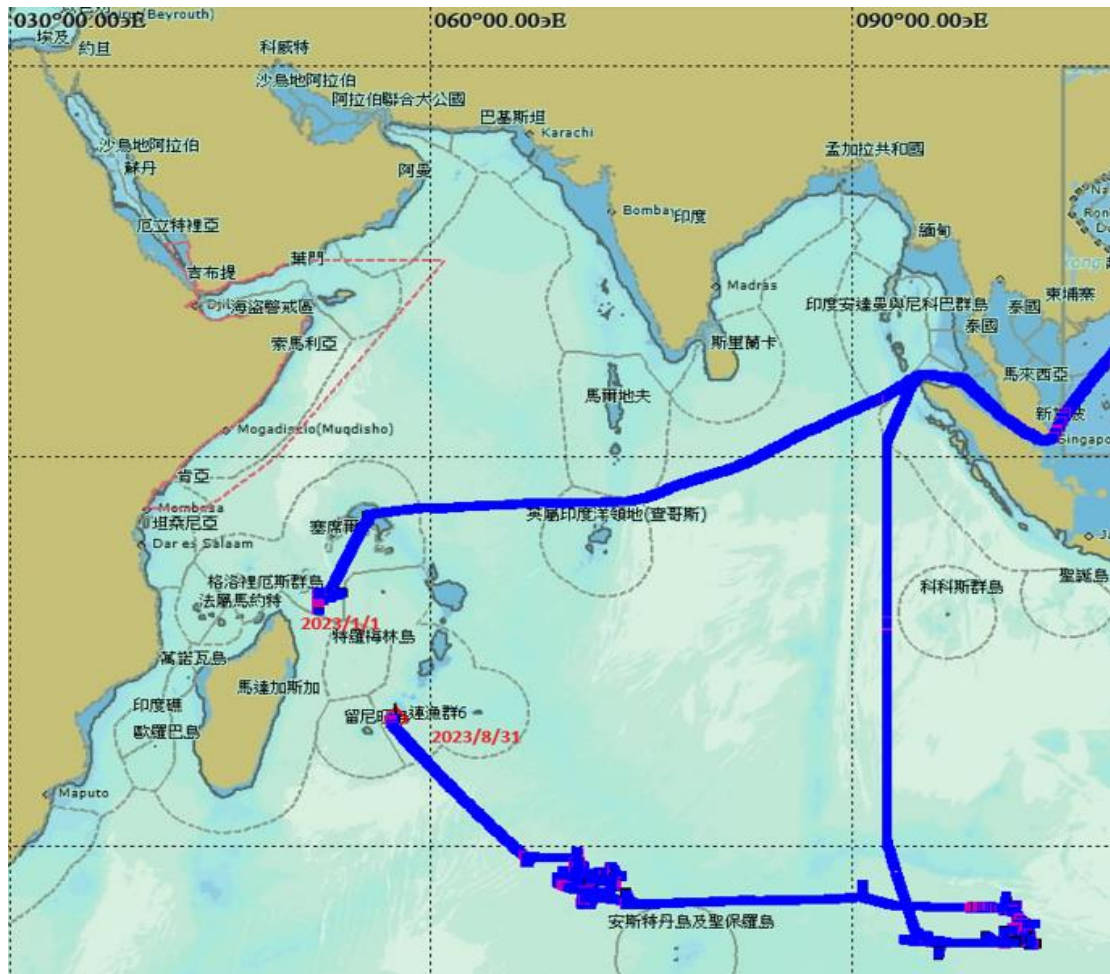 030°00.00϶E
060°00.00϶E
090°00.00϶E
(Beyrouth)
埃及
約旦
科威特
沙烏地阿拉伯
阿拉伯聯合大公國
巴基斯坦
Karachi
沙烏地阿拉伯
蘇丹
阿曼
孟加拉共和國
厄立特裡亞
Bombay
印度
緬甸
葉門
吉布提
海盜警戒區
Madras
印度安達曼與尼科巴群島
泰國
泰國
柬埔寨
索馬利亞
斯里蘭卡
馬爾地夫
馬來西亞
Mogadiscio(Muqdisho)
新加坡
Singapo
肯亞
Mombasa
坦桑尼亞
塞席爾
英屬印度洋領地(查哥斯)
Dar es Salaam
格洛裡厄斯群島
科科斯群島
聖誕島
法屬馬約特
2023/1/1
特羅梅林島
萬諾瓦島
馬達加斯加
印度礁
留尼旺島
連漁群6
歐羅巴島
2023/8/31
Maputo
安斯特丹島及聖保羅島